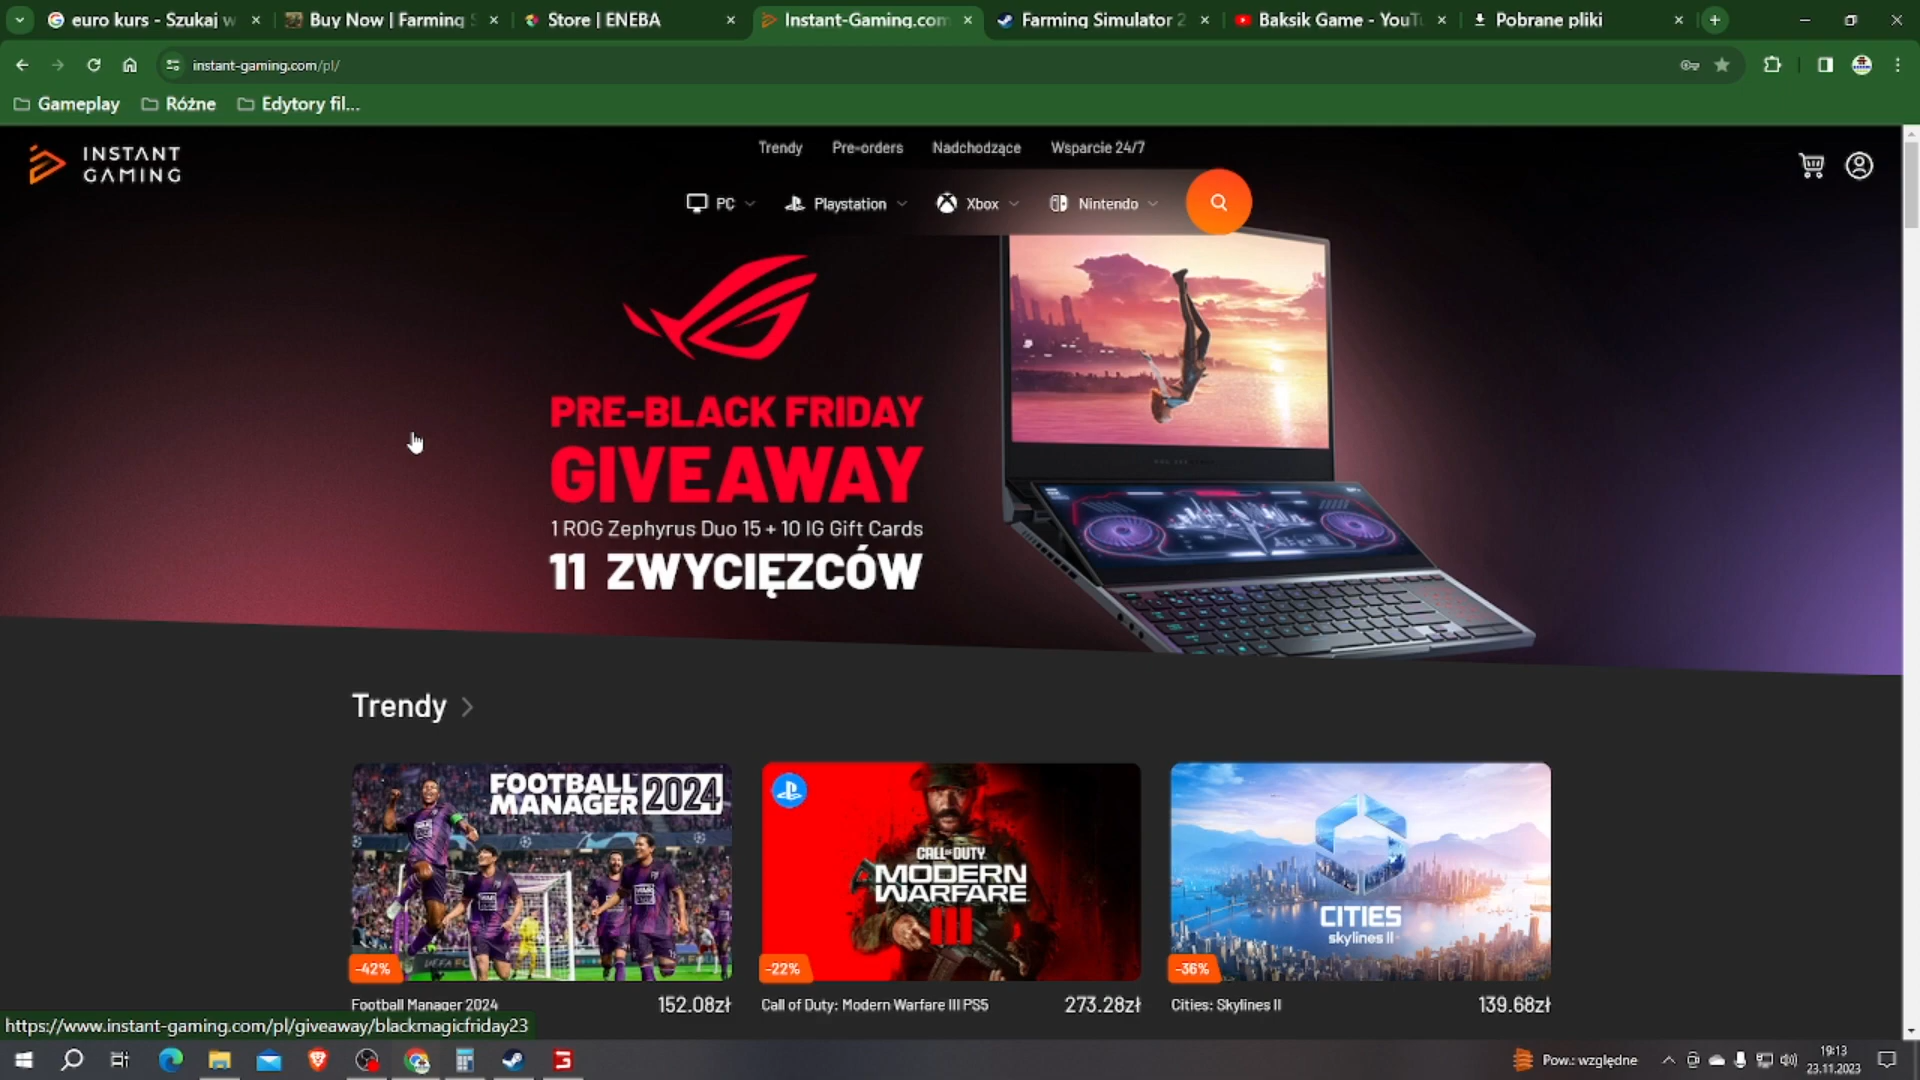 euro kurs - Szukaj w
Buy Now | Farming S
Store | ENEBA
Instant-Gaming.com
Farming Simulator 2
Baksik Game - YouTu
Pobrane pliki
instant-gaming.com/pl/
Gameplay
Różne
Edytory fil...
INSTANT
GAMING
Trendy
Pre-orders
Nadchodzące
Wsparcie 24/7
PC
Playstation
Xbox
Nintendo
PRE-BLACK FRIDAY
GIVEAWAY
1 ROG Zephyrus Duo 15 + 10 IG Gift Cards
11 ZWYCIĘZCÓW
Trendy
FOOTBALL
MANAGER 2024
CALL OF DUTY
MODERN
WARFARE
III
CITIES
skylines II
-42%
-22%
-36%
Football Manager 2024
152.08zł
Call of Duty: Modern Warfare III PS5
273.28zł
Cities: Skylines II
139.68zł
https://www.instant-gaming.com/pl/giveaway/blackmagicfriday23
Pow.: względne
19:13
23.11.2023